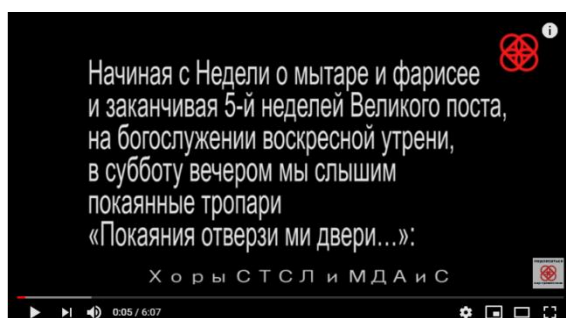 Начиная с Недели о мытаре и фарисее
и заканчивая 5-й неделей Великого поста,
на богослужении воскресной утрени,
в субботу вечером мы слышим
покаянные тропари
«Покаяния отверзи ми двери...»:
Хоры СТСЛ и МДА и С
0:05 / 6:07